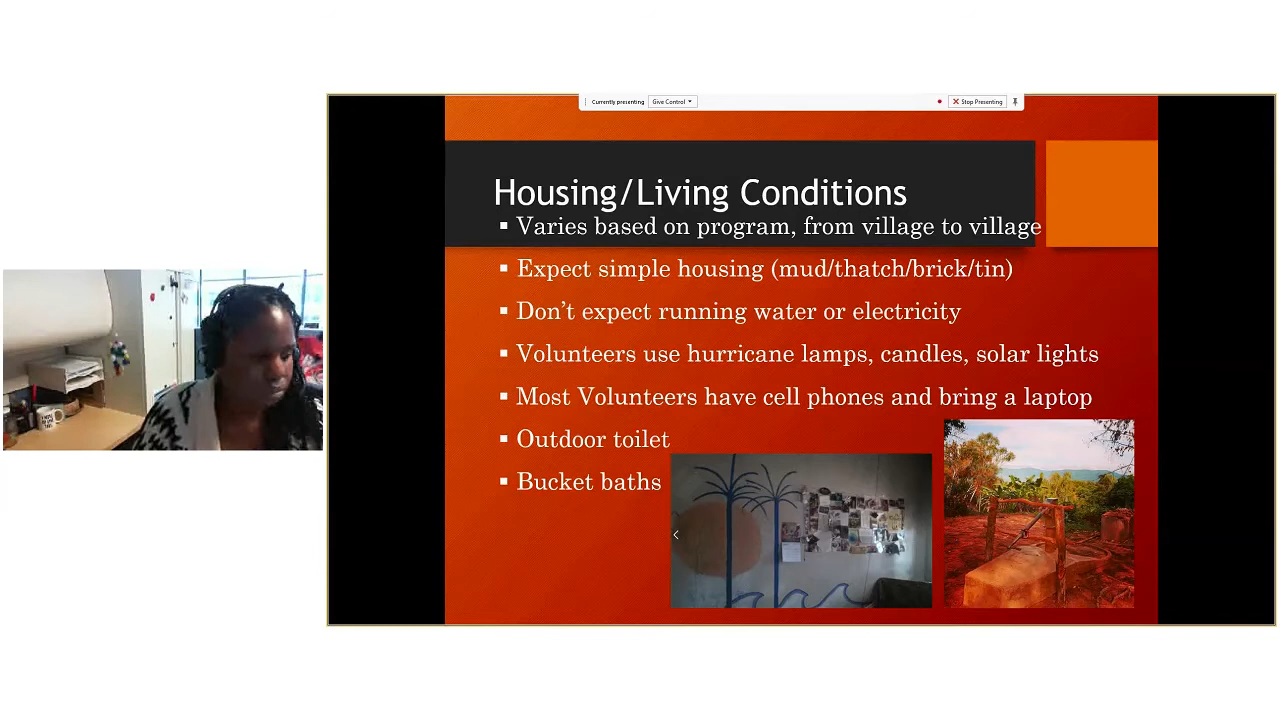 Currently presenting
Give Control
Stop Presenting
Housing/Living Conditions
▪ Varies based on program, from village to village
▪ Expect simple housing (mud/thatch/brick/tin)
▪ Don’t expect running water or electricity
▪ Volunteers use hurricane lamps, candles, solar lights
▪ Most Volunteers have cell phones and bring a laptop
▪ Outdoor toilet
▪ Bucket baths